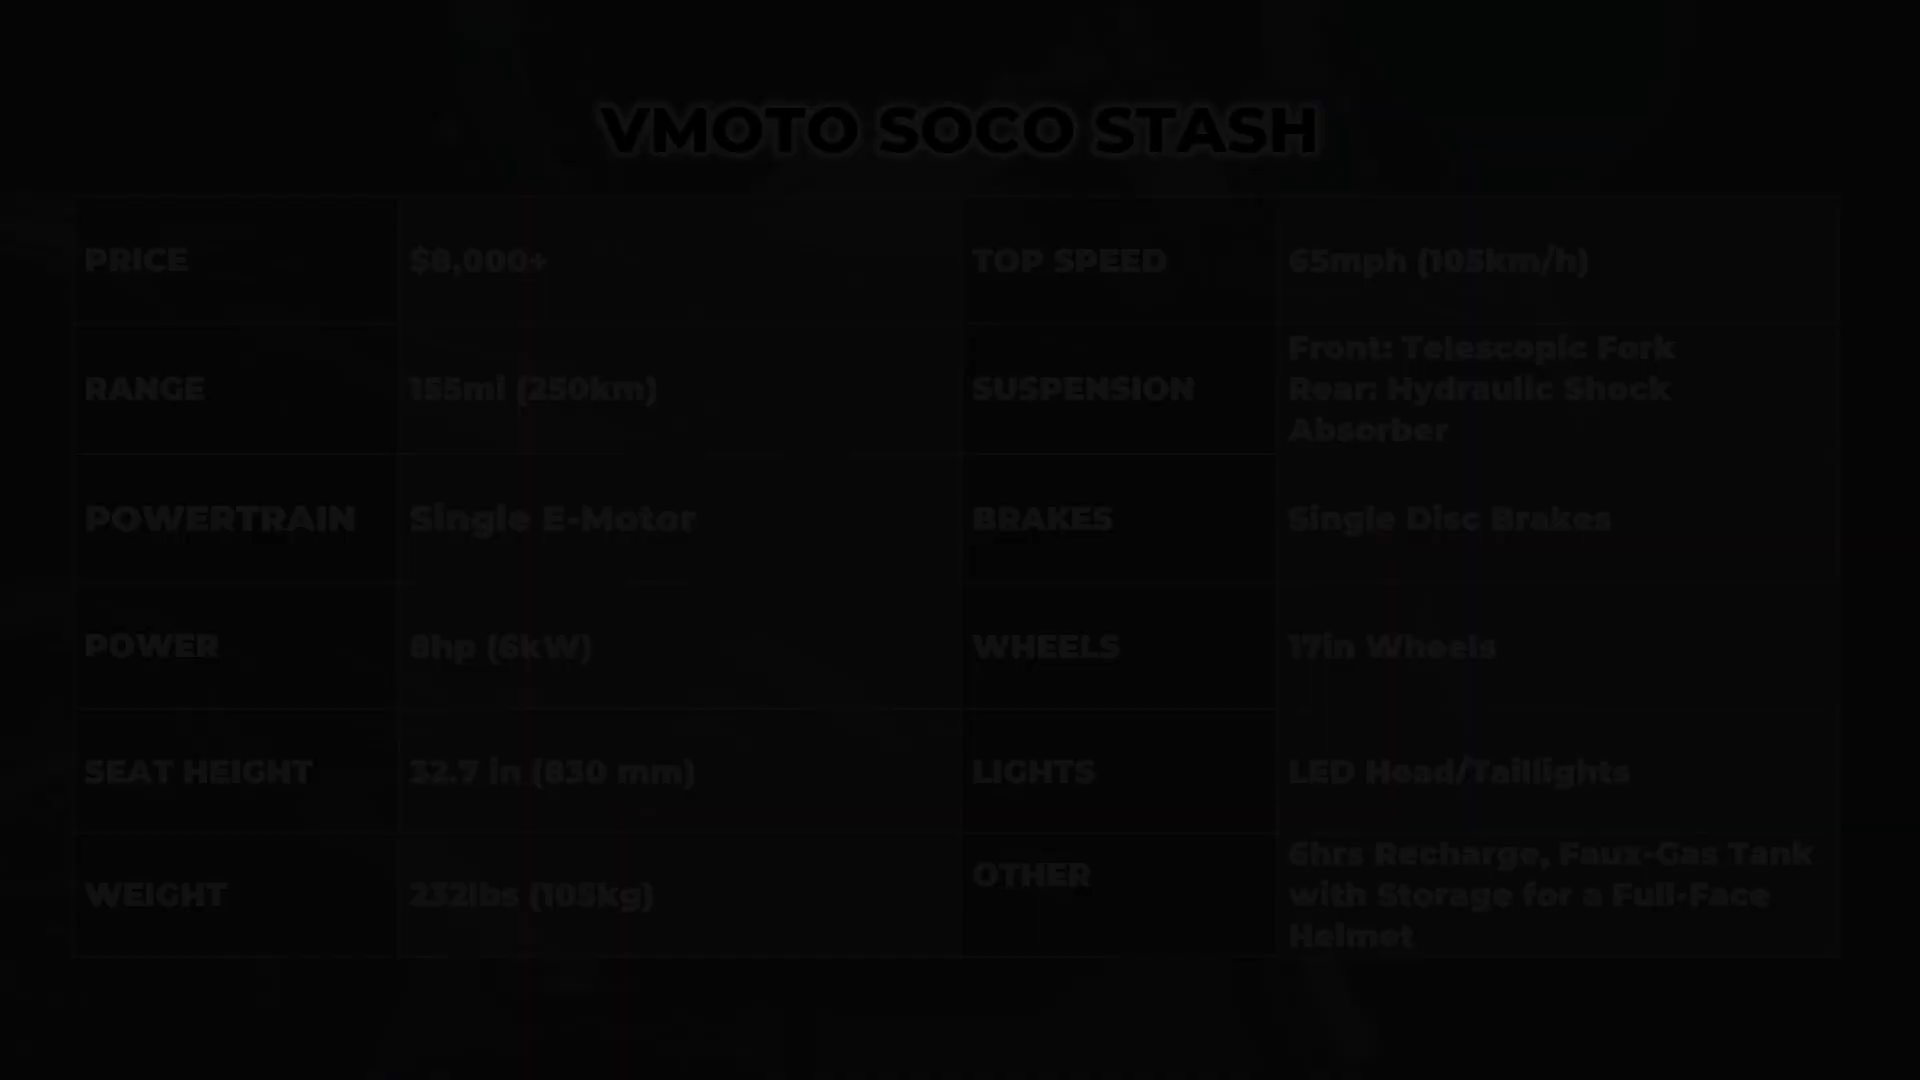 VMOTO SOCO STASH
PRICE $8,000+ TOP SPEED 65mph (105km/h)
RANGE 155mi (250km) SUSPENSION Front: Telescopic Fork
Rear: Hydraulic Shock
Absorber
POWERTRAIN Single E-Motor BRAKES Single Disc Brakes
POWER 8hp (6kW) WHEELS 17in Wheels
SEAT HEIGHT 32.7 in (830 mm) LIGHTS LED Head/Taillights
WEIGHT 232lbs (105kg) OTHER 6hrs Recharge, Faux-Gas Tank
with Storage for a Full-Face
Helmet